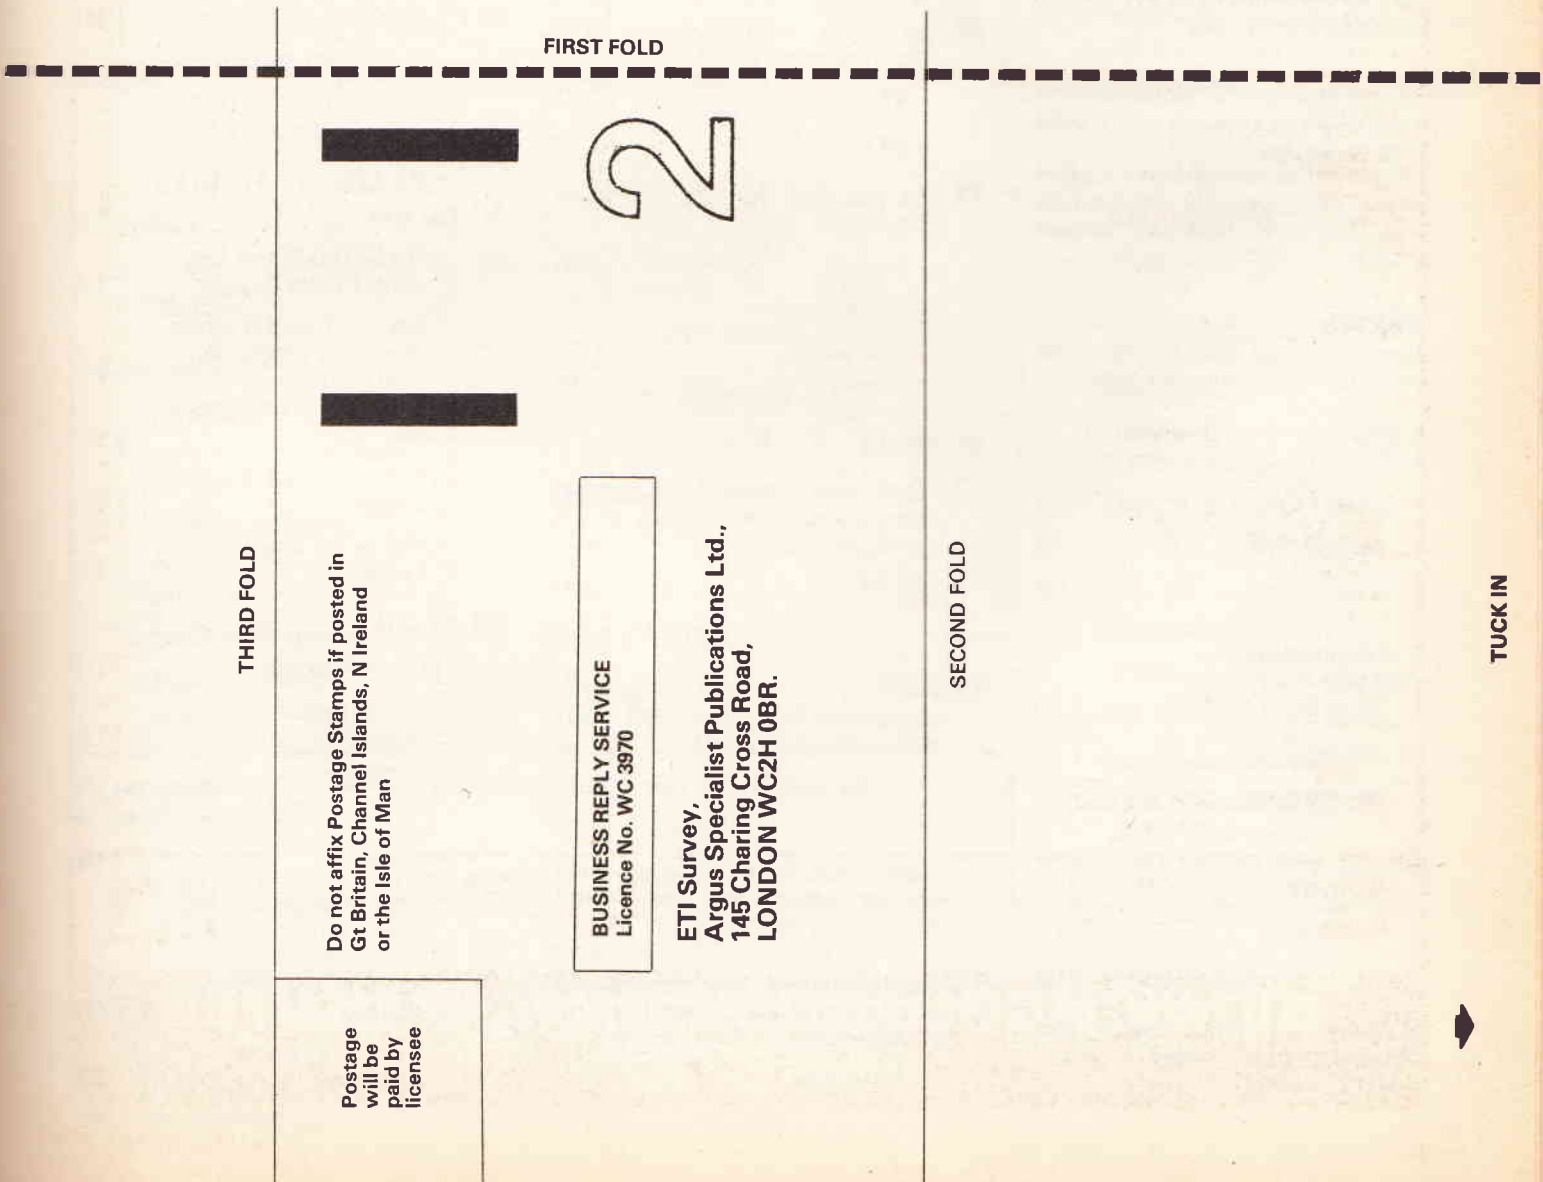 FIRST FOLD
THIRD FOLD
Postage
will be
paid by
licensee
Do not affix Postage Stamps if posted in
Gt Britain, Channel Islands, N Ireland
or the Isle of Man
2
BUSINESS REPLY SERVICE
Licence No. WC 3970
ETI Survey,
Argus Specialist Publications Ltd.,
145 Charing Cross Road,
LONDON WC2H 0BR.
SECOND FOLD
TUCK IN